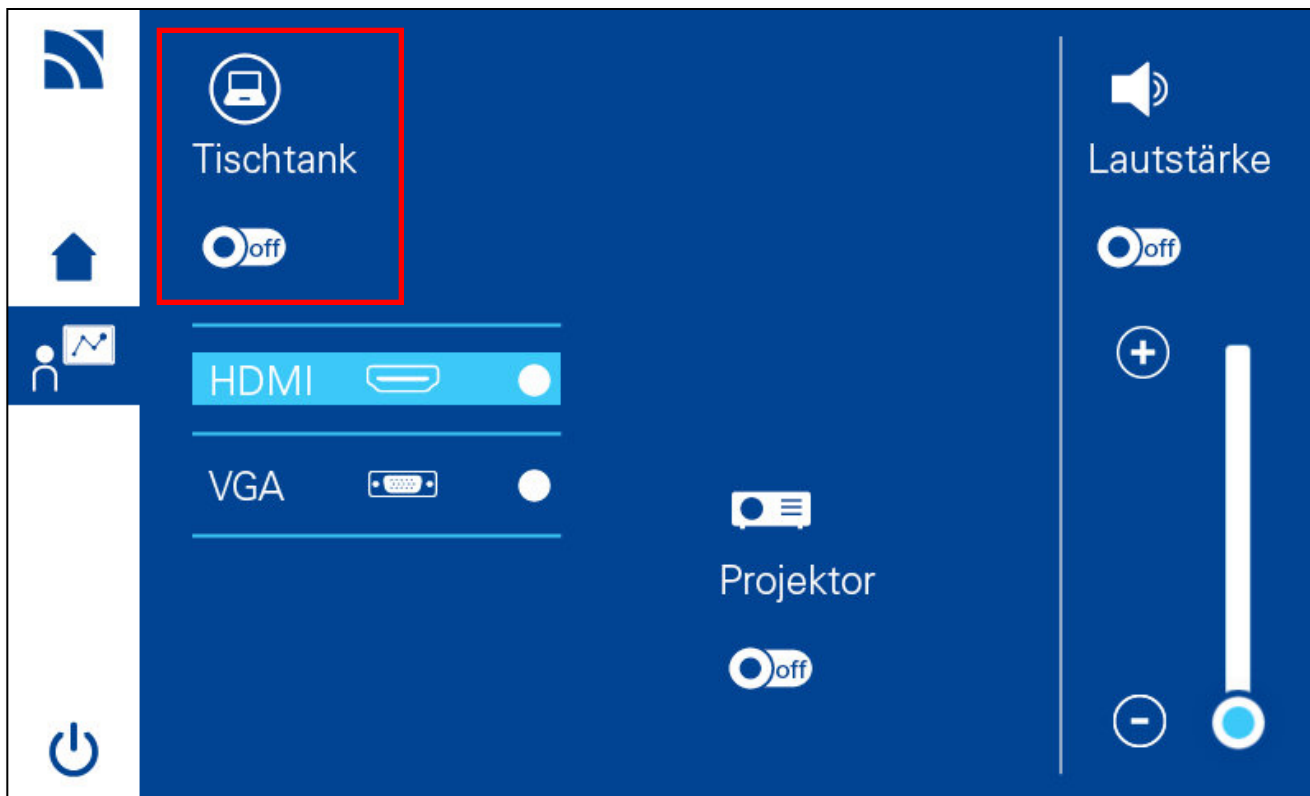 Tischtank
off
HDMI
VGA
Projektor
off
Lautstärke
off
+
-